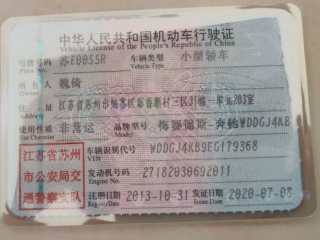 中华人民共和国机动车行驶证
Vehicle License of the People's Republic of China
号牌号码 苏E00S5R 车辆类型 小型轿车
Plate No. Vehicle Type
所有人 魏倚
Owner
住址 江苏省苏州市姑苏区彩香新村三区31幢一单元203室
Address
使用性质 非营运 品牌型号 梅赛德斯-奔驰WDDGJ4KB
Use Character Model
江苏省苏州
市公安局交
通警察支队
车辆识别代号 WDDGJ4KB9EG179368
VIN
发动机号码 27182030692011
Engine No.
注册日期 2013-10-31 发证日期 2020-07-08
Register Date Issue Date